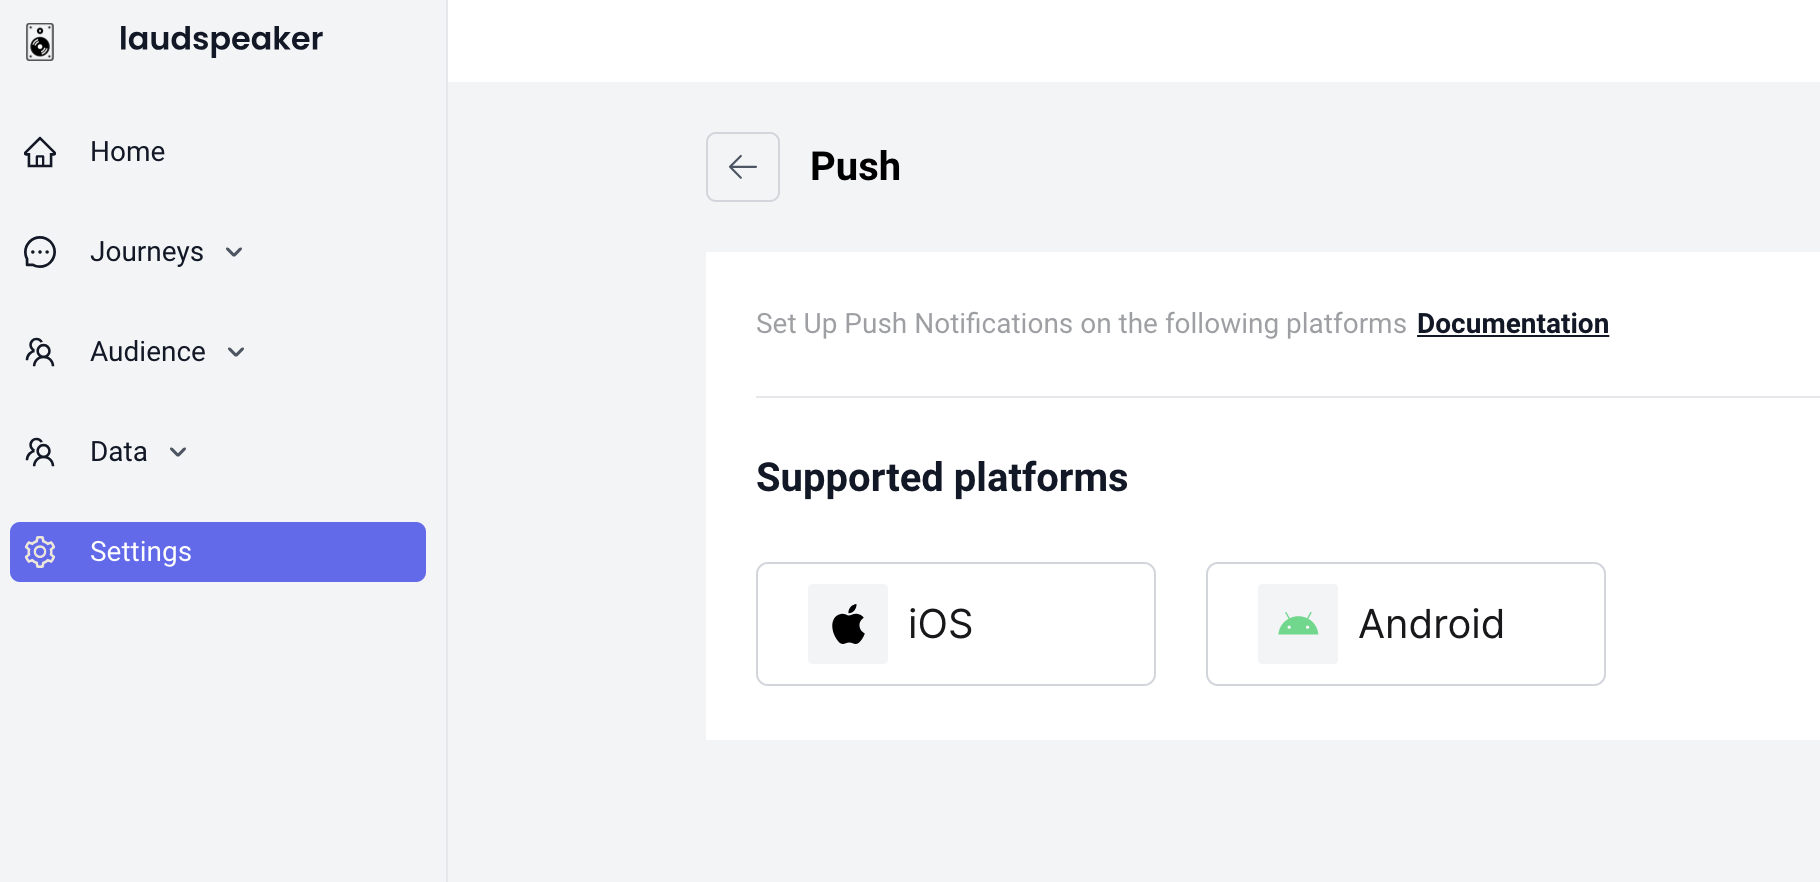 laudspeaker
Home
Journeys
Audience
Data
Settings
Push
Set Up Push Notifications on the following platforms Documentation
Supported platforms
iOS
Android